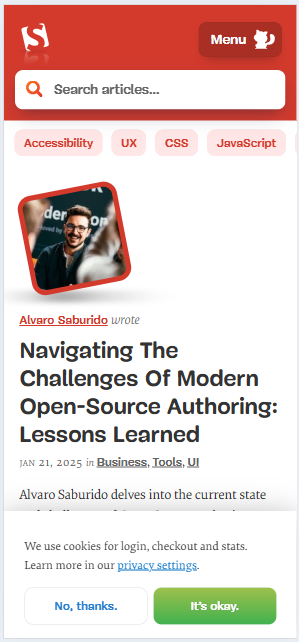 S
Menu
Search articles...
Accessibility
UX
CSS
JavaScript
Alvaro Saburido wrote
Navigating The
Challenges Of Modern
Open-Source Authoring:
Lessons Learned
JAN 21, 2025 in Business, Tools, UI
Alvaro Saburido delves into the current state
We use cookies for login, checkout and stats.
Learn more in our privacy settings.
No, thanks.
It's okay.